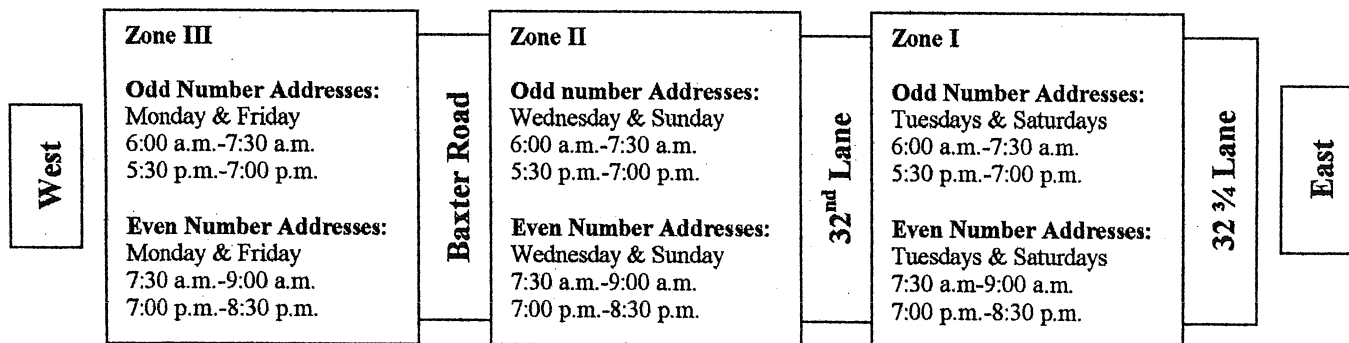 West
Zone III
Odd Number Addresses:
Monday & Friday
6:00 a.m.-7:30 a.m.
5:30 p.m.-7:00 p.m.
Even Number Addresses:
Monday & Friday
7:30 a.m.-9:00 a.m.
7:00 p.m.-8:30 p.m.
Baxter Road
Zone II
Odd number Addresses:
Wednesday & Sunday
6:00 a.m.-7:30 a.m.
5:30 p.m.-7:00 p.m.
Even Number Addresses:
Wednesday & Sunday
7:30 a.m.-9:00 a.m.
7:00 p.m.-8:30 p.m.
32nd Lane
Zone I
Odd Number Addresses:
Tuesdays & Saturdays
6:00 a.m.-7:30 a.m.
5:30 p.m.-7:00 p.m.
Even Number Addresses:
Tuesdays & Saturdays
7:30 a.m-9:00 a.m.
7:00 p.m.-8:30 p.m.
32 ¾ Lane
East